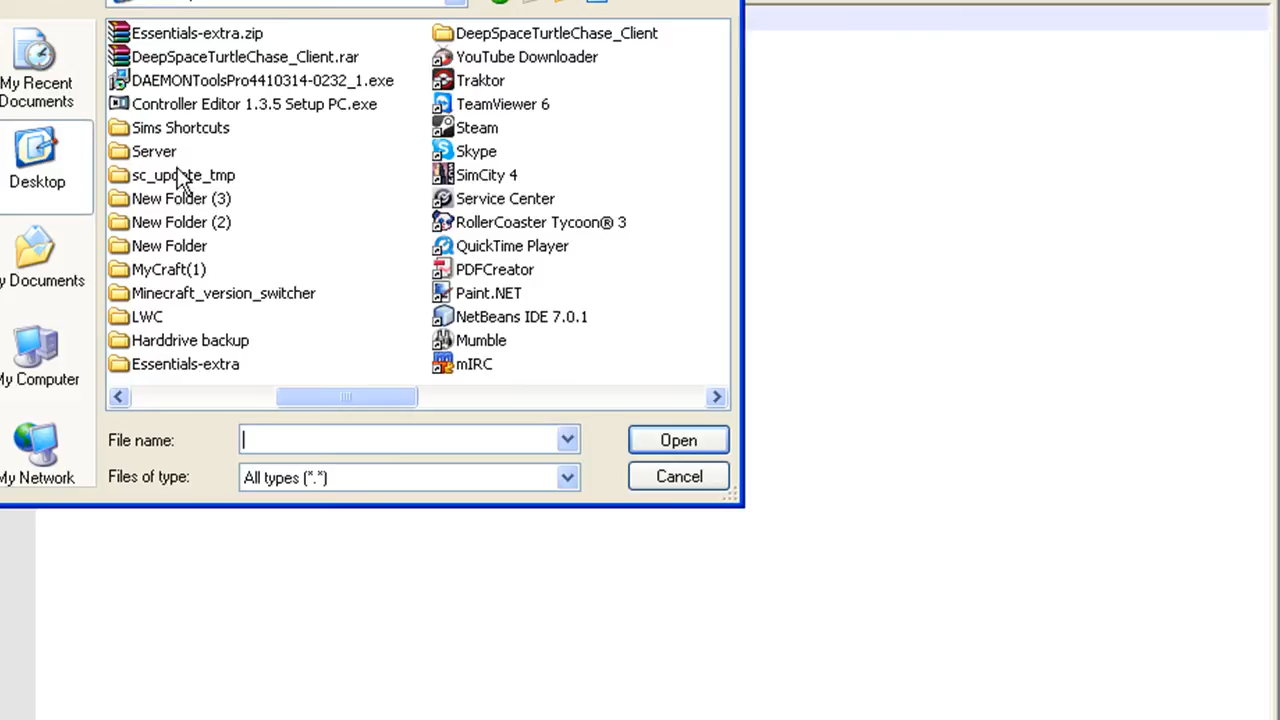 My Recent
Documents
Desktop
y Documents
My Computer
My Network
Essentials-extra.zip
DeepSpaceTurtleChase_Client.rar
DAEMONToolsPro4410314-0232_1.exe
Controller Editor 1.3.5 Setup PC.exe
Sims Shortcuts
Server
sc_update_tmp
New Folder (3)
New Folder (2)
New Folder
MyCraft(1)
Minecraft_version_switcher
LWC
Harddrive backup
Essentials-extra
DeepSpaceTurtleChase_Client
YouTube Downloader
Traktor
TeamViewer 6
Steam
Skype
SimCity 4
Service Center
RollerCoaster Tycoon® 3
QuickTime Player
PDFCreator
Paint.NET
NetBeans IDE 7.0.1
Mumble
mIRC
File name:
Open
Files of type:
All types (*.*)
Cancel